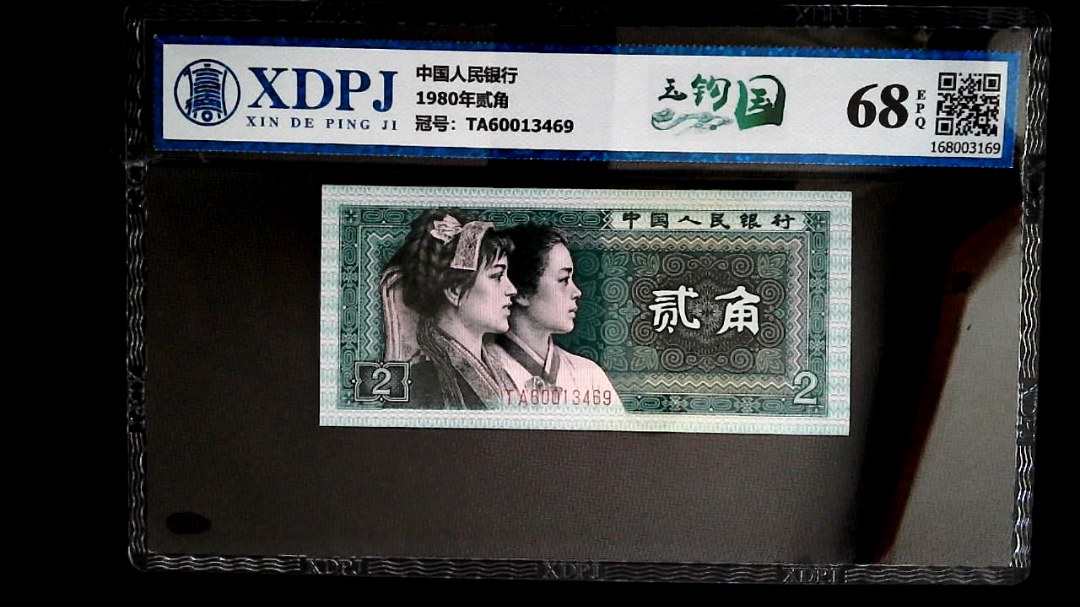 XDPJ
XIN DE PING JI
中国人民银行
1980年贰角
冠号：TA60013469
玉钩国
68
EPQ
168003169
中国人民银行
贰角
2
2
TA60013469
XDPJ
XDPJ
XDPJ
XDPJ